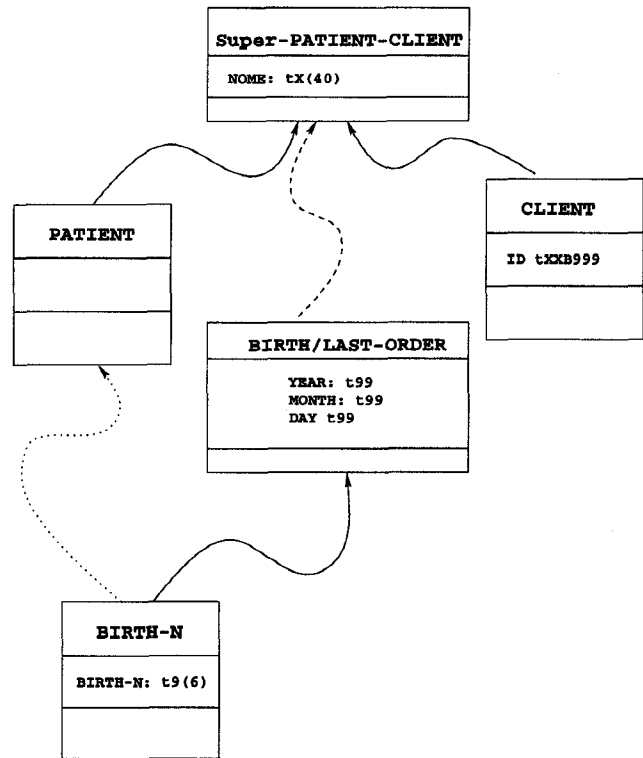 Super-PATIENT-CLIENT
NOME: tX(40)
PATIENT
CLIENT
ID tXXB999
BIRTH/LAST-ORDER
YEAR: t99
MONTH: t99
DAY t99
BIRTH-N
BIRTH-N: t9(6)